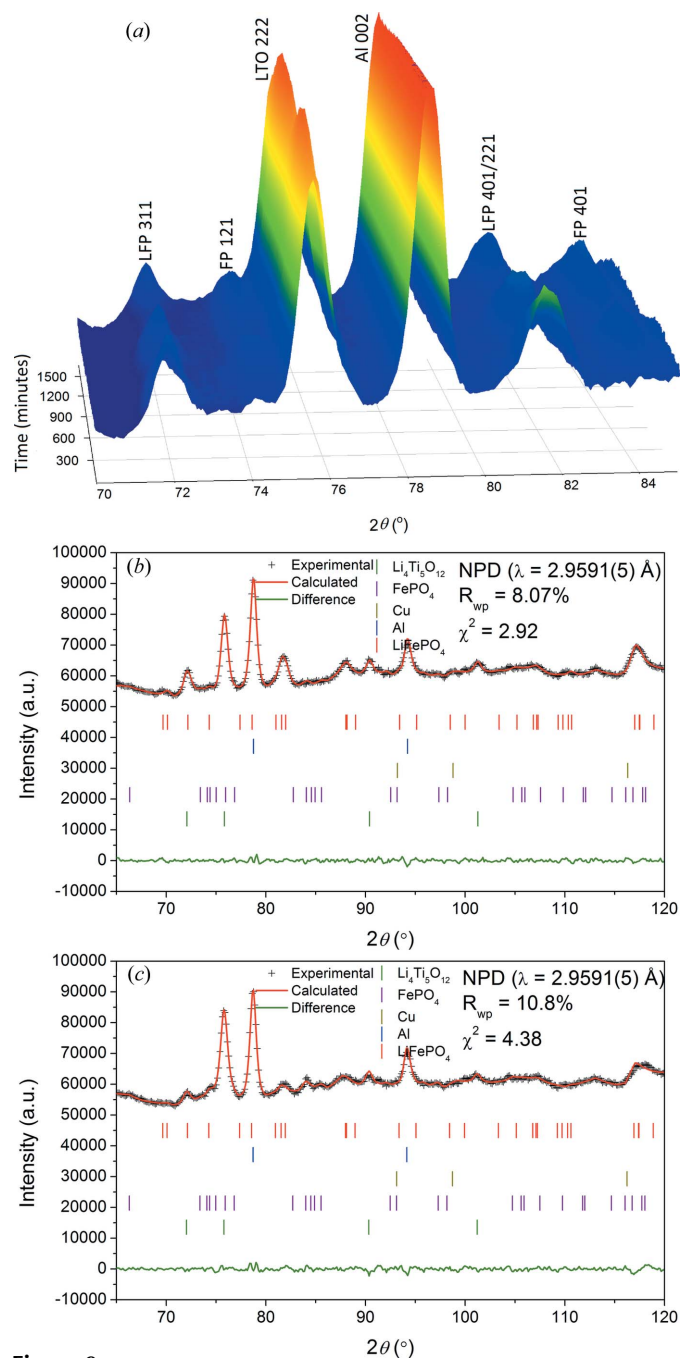 (a)
LTO 222
Al 002
LFP 311
FP 121
LFP 401/221
FP 401
Time (minutes)
1500
1200
900
600
300
70 72 74 76 78 80 82 84
2θ (°)
(b)
Intensity (a.u.)
100000
90000
80000
70000
60000
50000
40000
30000
20000
10000
0
-10000
Experimental
Calculated
Difference
Li4Ti5O12
FePO4
Cu
Al
LiFePO4
NPD (λ = 2.9591(5) Å)
Rwp = 8.07%
χ² = 2.92
70 80 90 100 110 120
2θ (°)
(c)
Intensity (a.u.)
100000
90000
80000
70000
60000
50000
40000
30000
20000
10000
0
-10000
Experimental
Calculated
Difference
Li4Ti5O12
FePO4
Cu
Al
LiFePO4
NPD (λ = 2.9591(5) Å)
Rwp = 10.8%
χ² = 4.38
70 80 90 100 110 120
2θ (°)